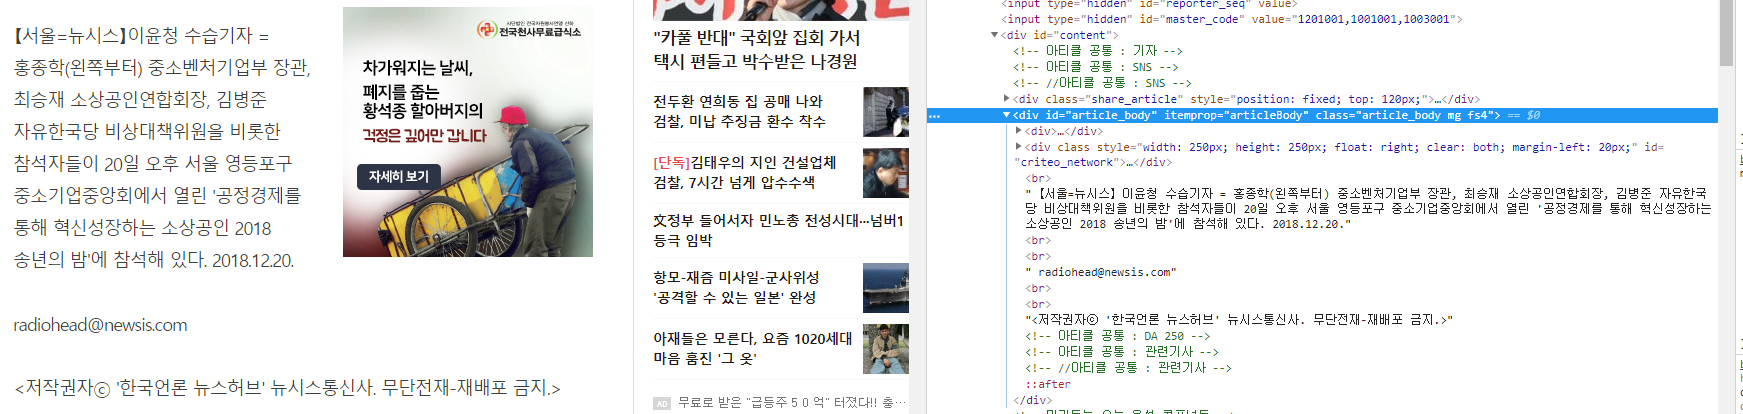 【서울=뉴시스】이윤청 수습기자 =
홍종학(왼쪽부터) 중소벤처기업부 장관,
최승재 소상공인연합회장, 김병준
자유한국당 비상대책위원을 비롯한
참석자들이 20일 오후 서울 영등포구
중소기업중앙회에서 열린 '공정경제를
통해 혁신성장하는 소상공인 2018
송년의 밤'에 참석해 있다. 2018.12.20.
radiohead@newsis.com
<저작권자ⓒ '한국언론 뉴스허브' 뉴시스통신사. 무단전재-재배포 금지.>
사단법인 전국자원봉사연맹 산하
전국천사무료급식소
차가워지는 날씨,
폐지를 줍는
황석종 할아버지의
걱정은 깊어만 갑니다
자세히 보기
"카풀 반대" 국회앞 집회 가서
택시 편들고 박수받은 나경원
전두환 연희동 집 공매 나와
검찰, 미납 추징금 환수 착수
[단독]김태우의 지인 건설업체
검찰, 7시간 넘게 압수수색
文정부 들어서자 민노총 전성시대…넘버1
등극 임박
항모-재즘 미사일-군사위성
'공격할 수 있는 일본' 완성
아재들은 모른다, 요즘 1020세대
마음 훔진 '그 옷'
AD 무료로 받은 "급등주 5 0 억" 터졌다!! 충…
<input type="hidden" id="reporter_seq" value>
<input type="hidden" id="master_code" value="1201001,1001001,1003001">
▼<div id="content">
<!-- 아티클 공통 : 기자 -->
<!-- 아티클 공통 : SNS -->
<!-- //아티클 공통 : SNS -->
▶<div class="share_article" style="position: fixed; top: 120px;">…</div>
… ▼<div id="article_body" itemprop="articleBody" class="article_body mg fs4"> == $0
▶<div>…</div>
▶<div class style="width: 250px; height: 250px; float: right; clear: both; margin-left: 20px;" id=
"criteo_network">…</div>
<br>
" 【서울=뉴시스】 이윤청 수습기자 = 홍종학(왼쪽부터) 중소벤처기업부 장관, 최승재 소상공인연합회장, 김병준 자유한국
당 비상대책위원을 비롯한 참석자들이 20일 오후 서울 영등포구 중소기업중앙회에서 열린 '공정경제를 통해 혁신성장하는
소상공인 2018 송년의 밤'에 참석해 있다. 2018.12.20."
<br>
<br>
" radiohead@newsis.com"
<br>
<br>
"<저작권자ⓒ '한국언론 뉴스허브' 뉴시스통신사. 무단전재-재배포 금지.>"
<!-- 아티클 공통 : DA 250 -->
<!-- 아티클 공통 : 관련기사 -->
<!-- //아티클 공통 : 관련기사 -->
::after
</div>